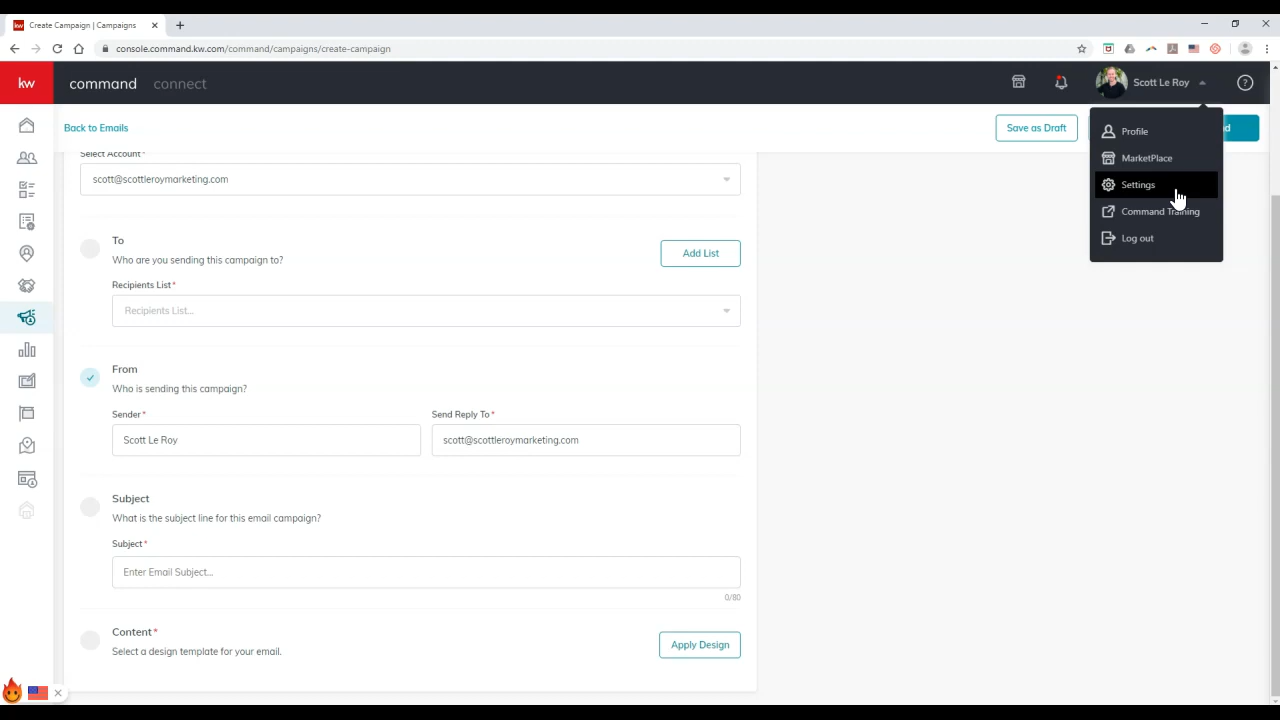 kw Create Campaign | Campaigns
console.command.kw.com/command/campaigns/create-campaign
kw command connect Scott Le Roy
Back to Emails Save as Draft d
Profile
MarketPlace
Settings
Command Training
Log out
Select Account*
scott@scottleroymarketing.com
To
Who are you sending this campaign to?
Add List
Recipients List*
Recipients List...
From
Who is sending this campaign?
Sender* Send Reply To*
Scott Le Roy scott@scottleroymarketing.com
Subject
What is the subject line for this email campaign?
Subject*
Enter Email Subject...
0/80
Content*
Select a design template for your email.
Apply Design